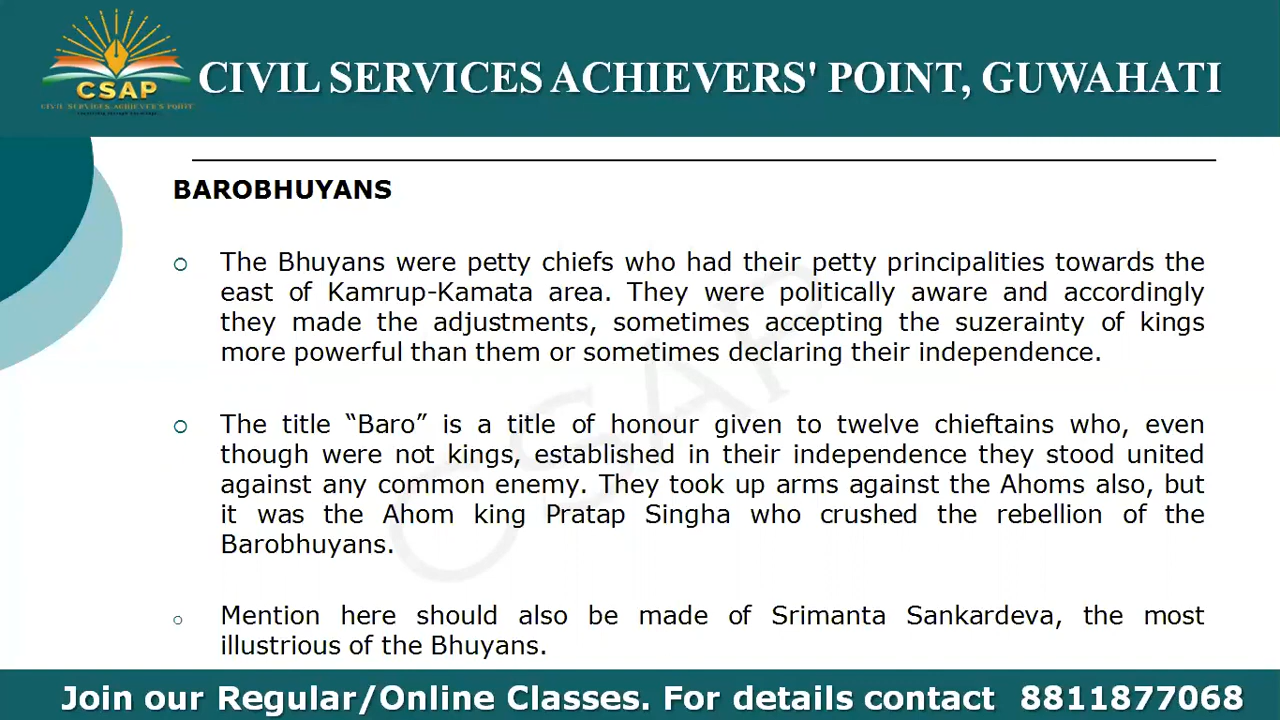 CSAP
CIVIL SERVICES ACHIEVER'S POINT
CIVIL SERVICES ACHIEVERS' POINT, GUWAHATI
BAROBHUYANS
The Bhuyans were petty chiefs who had their petty principalities towards the
east of Kamrup-Kamata area. They were politically aware and accordingly
they made the adjustments, sometimes accepting the suzerainty of kings
more powerful than them or sometimes declaring their independence.
The title “Baro” is a title of honour given to twelve chieftains who, even
though were not kings, established in their independence they stood united
against any common enemy. They took up arms against the Ahoms also, but
it was the Ahom king Pratap Singha who crushed the rebellion of the
Barobhuyans.
Mention here should also be made of Srimanta Sankardeva, the most
illustrious of the Bhuyans.
CSAP
Join our Regular/Online Classes. For details contact 8811877068